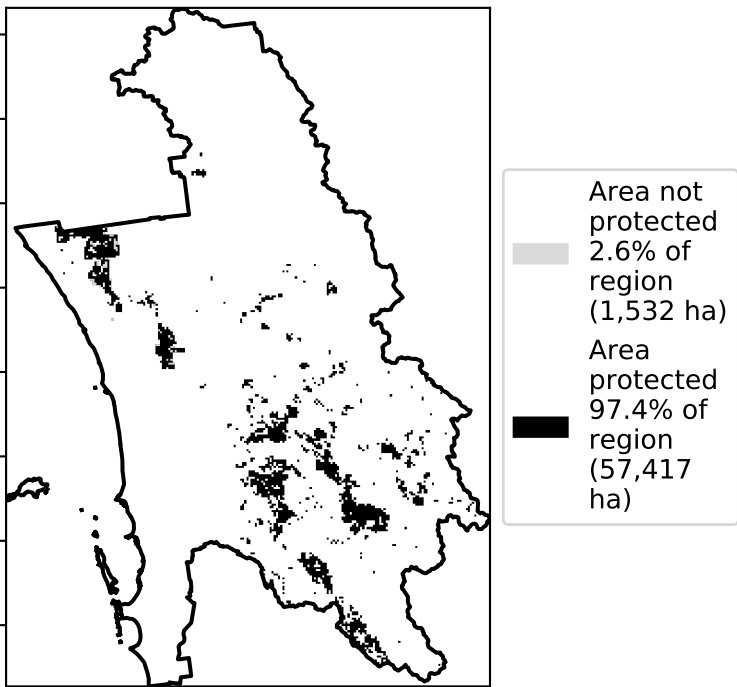 Area not
protected
2.6% of
region
(1,532 ha)
Area
protected
97.4% of
region
(57,417
ha)